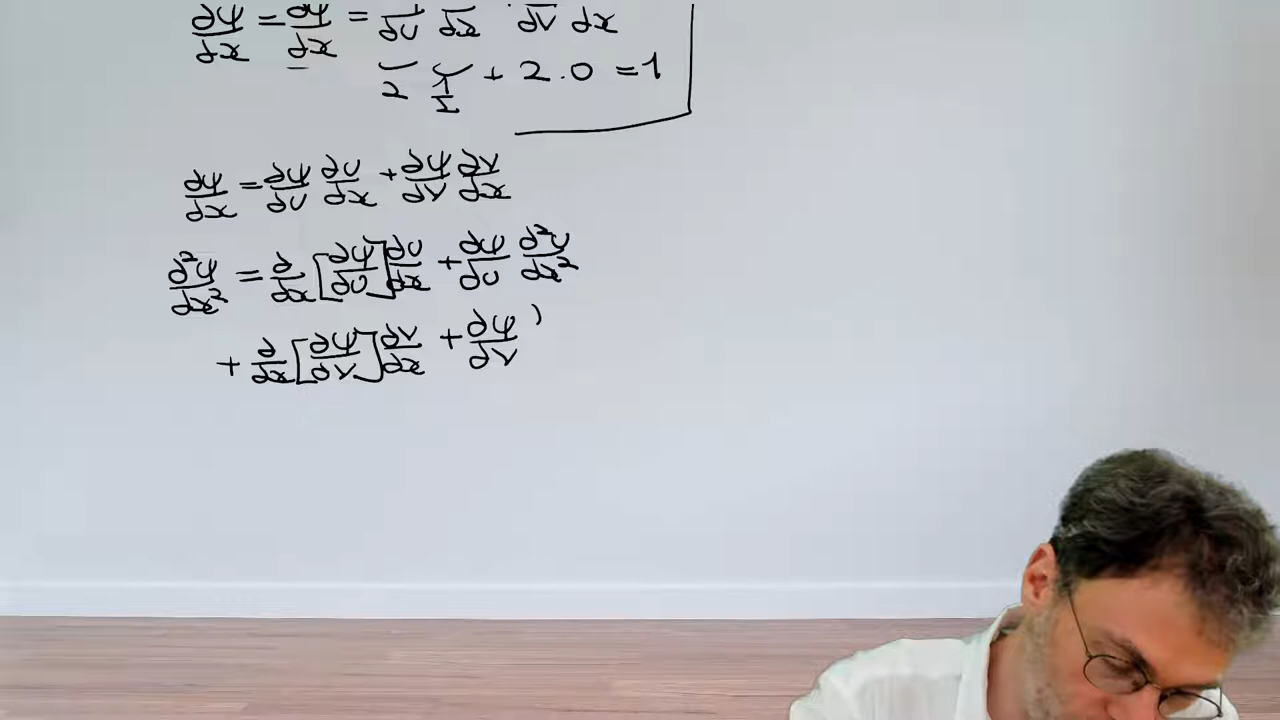 ∂ψ/∂x = ∂ψ/∂x = /∂U ∂x ∂V ∂x
2 1/2 + 2.0 = 1
∂ψ/∂x = ∂ψ/∂U ∂U/∂x + ∂ψ/∂V ∂V/∂x
∂²ψ/∂x² = ∂/∂x [∂ψ/∂U] ∂U/∂x + ∂ψ/∂U ∂²U/∂x²
+ ∂/∂x [∂ψ/∂V] ∂V/∂x + ∂ψ/∂V